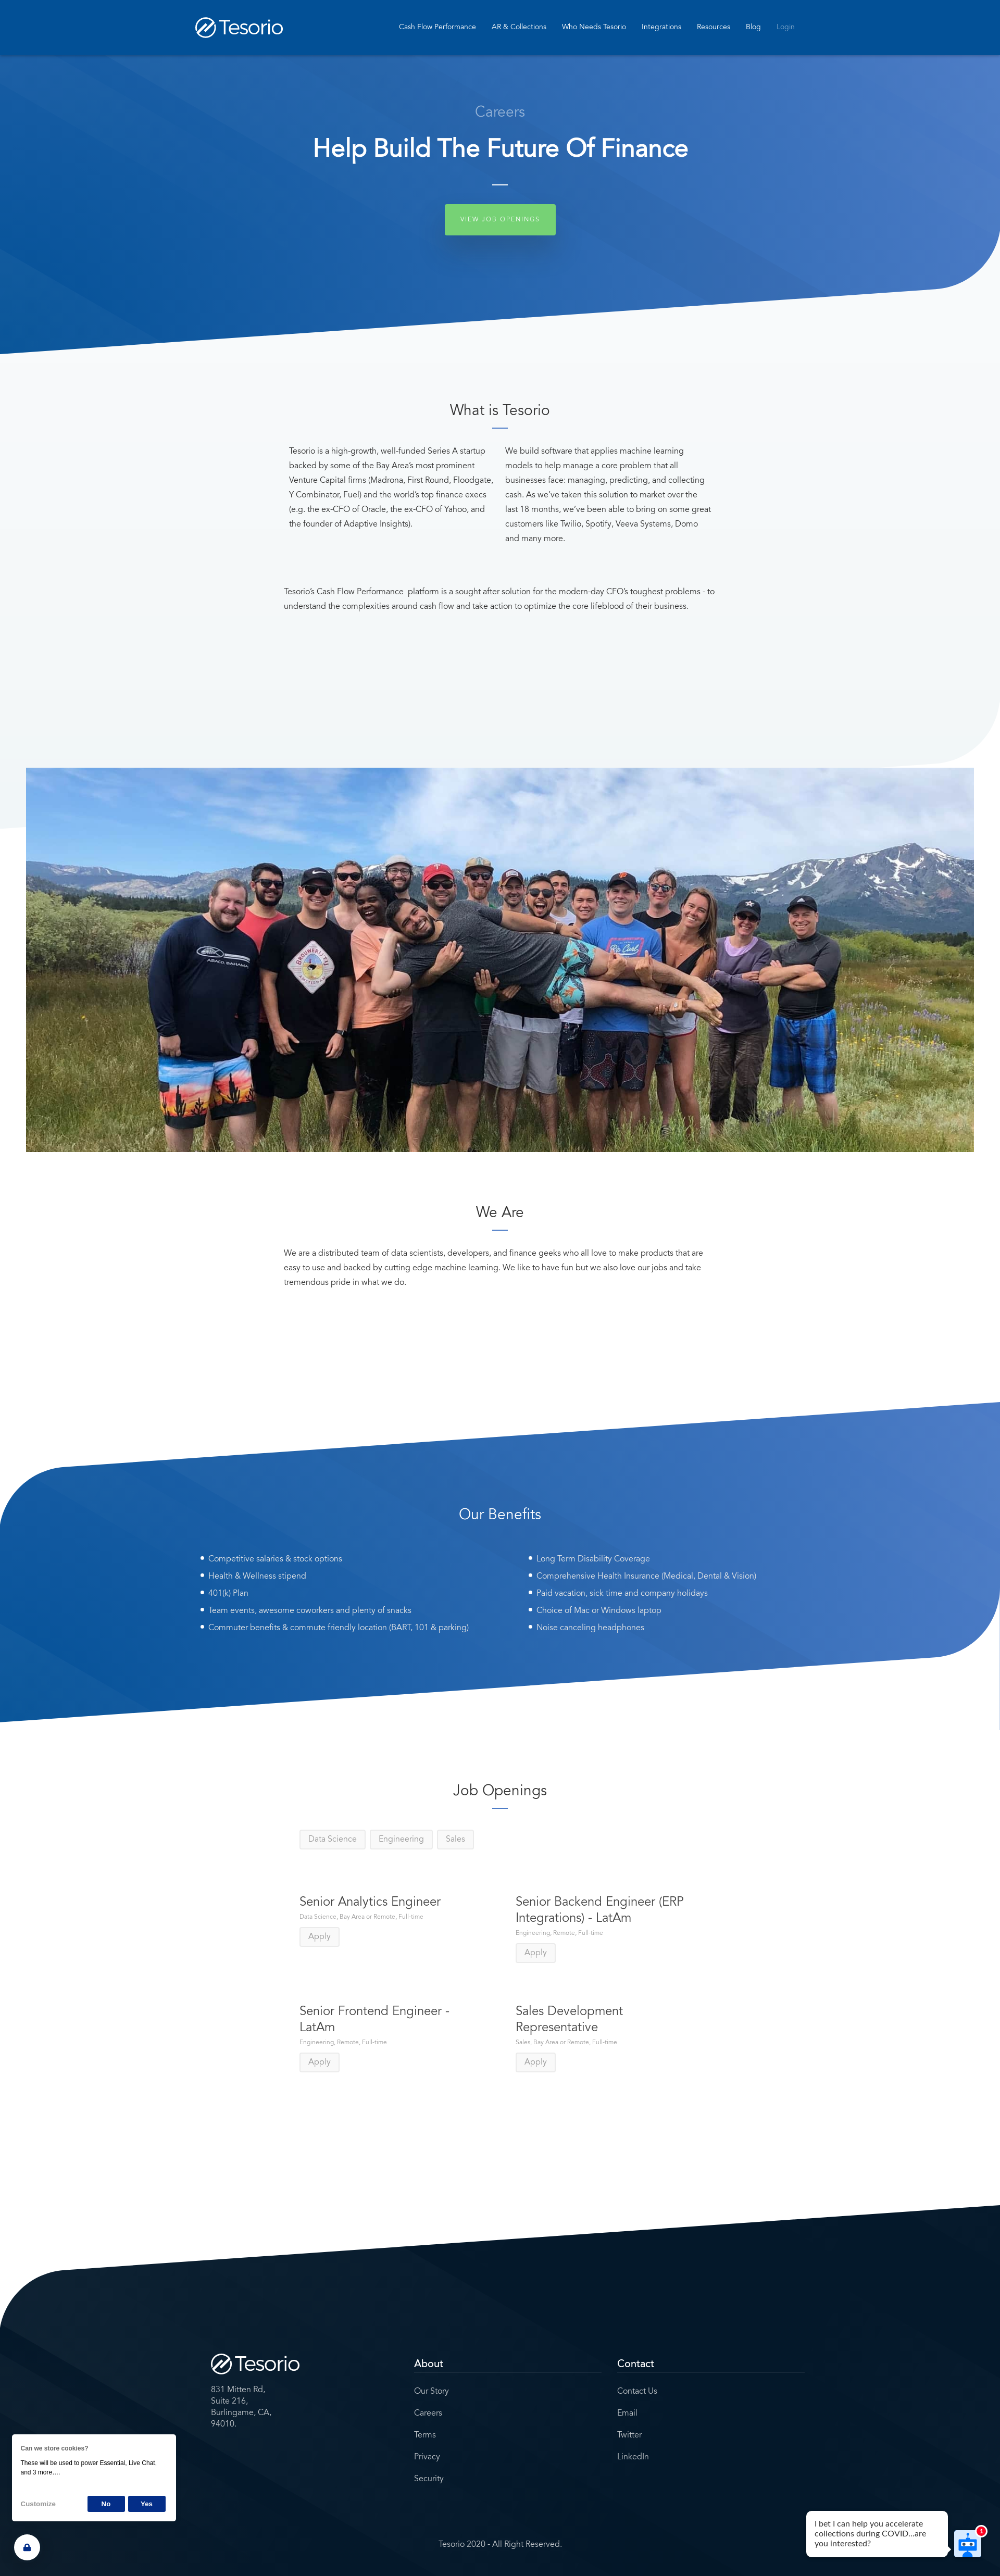 Tesorio
Cash Flow Performance
AR & Collections
Who Needs Tesorio
Integrations
Resources
Blog
Login
Careers
Help Build The Future Of Finance
VIEW JOB OPENINGS
What is Tesorio
Tesorio is a high-growth, well-funded Series A startup
backed by some of the Bay Area's most prominent
Venture Capital firms (Madrona, First Round, Floodgate,
Y Combinator, Fuel) and the world's top finance execs
(e.g. the ex-CFO of Oracle, the ex-CFO of Yahoo, and
the founder of Adaptive Insights).
We build software that applies machine learning
models to help manage a core problem that all
businesses face: managing, predicting, and collecting
cash. As we've taken this solution to market over the
last 18 months, we've been able to bring on some great
customers like Twilio, Spotify, Veeva Systems, Domo
and many more.
Tesorio's Cash Flow Performance platform is a sought after solution for the modern-day CFO's toughest problems - to
understand the complexities around cash flow and take action to optimize the core lifeblood of their business.
ABACO, BAHAMAS
We Are
We are a distributed team of data scientists, developers, and finance geeks who all love to make products that are
easy to use and backed by cutting edge machine learning. We like to have fun but we also love our jobs and take
tremendous pride in what we do.
Our Benefits
Competitive salaries & stock options
Health & Wellness stipend
401(k) Plan
Team events, awesome coworkers and plenty of snacks
Commuter benefits & commute friendly location (BART, 101 & parking)
Long Term Disability Coverage
Comprehensive Health Insurance (Medical, Dental & Vision)
Paid vacation, sick time and company holidays
Choice of Mac or Windows laptop
Noise canceling headphones
Job Openings
Data Science
Engineering
Sales
Senior Analytics Engineer
Data Science, Bay Area or Remote, Full-time
Apply
Senior Backend Engineer (ERP
Integrations) - LatAm
Engineering, Remote, Full-time
Apply
Senior Frontend Engineer -
LatAm
Engineering, Remote, Full-time
Apply
Sales Development
Representative
Sales, Bay Area or Remote, Full-time
Apply
Tesorio
831 Mitten Rd,
Suite 216,
Burlingame, CA,
94010.
About
Our Story
Careers
Terms
Privacy
Security
Contact
Contact Us
Email
Twitter
LinkedIn
Can we store cookies?
These will be used to power Essential, Live Chat,
and 3 more....
Customize
No
Yes
Tesorio 2020 - All Right Reserved.
I bet I can help you accelerate
collections during COVID...are
you interested?
1